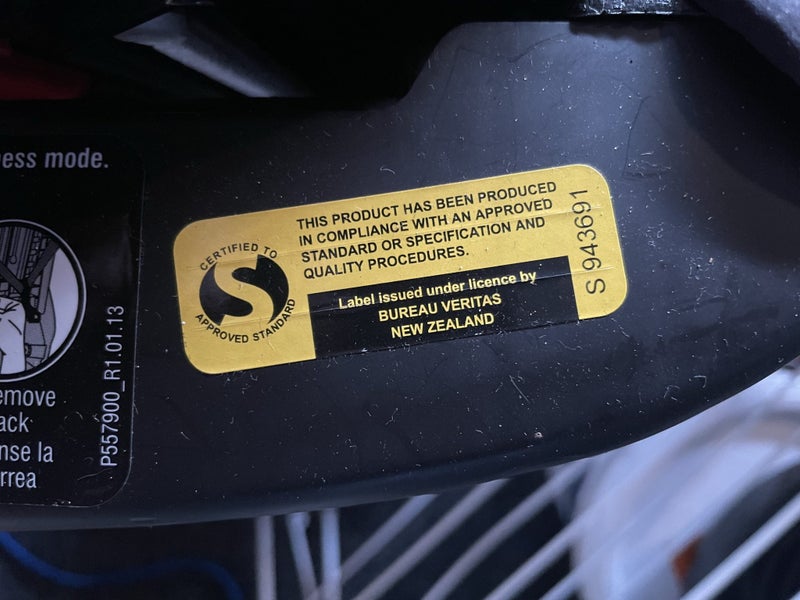 ess mode.
P557900_R1.01.13
emove
ack
nse la
rrea
CERTIFIED TO
S
APPROVED STANDARD
THIS PRODUCT HAS BEEN PRODUCED
IN COMPLIANCE WITH AN APPROVED
STANDARD OR SPECIFICATION AND
QUALITY PROCEDURES.
Label issued under licence by
BUREAU VERITAS
NEW ZEALAND
S 943691